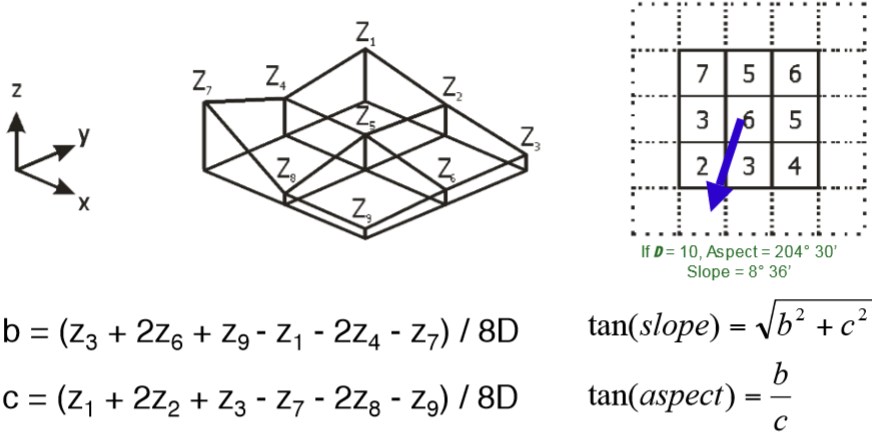 Z₁
Z₄
Z₇
Z₂
Z₅
Z₃
Z₈
Z₆
Z₉
z
y
x
7 5 6
3 6 5
2 3 4
If D = 10, Aspect = 204° 30’
Slope = 8° 36’
b = (z₃ + 2z₆ + z₉ - z₁ - 2z₄ - z₇) / 8D
c = (z₁ + 2z₂ + z₃ - z₇ - 2z₈ - z₉) / 8D
tan(slope) = √b² + c²
tan(aspect) = b/c